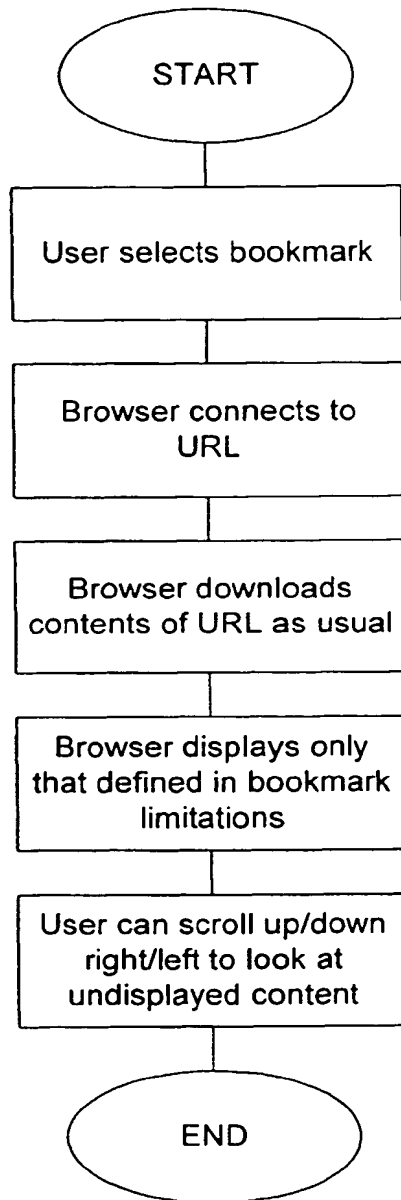 START
User selects bookmark
Browser connects to
URL
Browser downloads
contents of URL as usual
Browser displays only
that defined in bookmark
limitations
User can scroll up/down
right/left to look at
undisplayed content
END